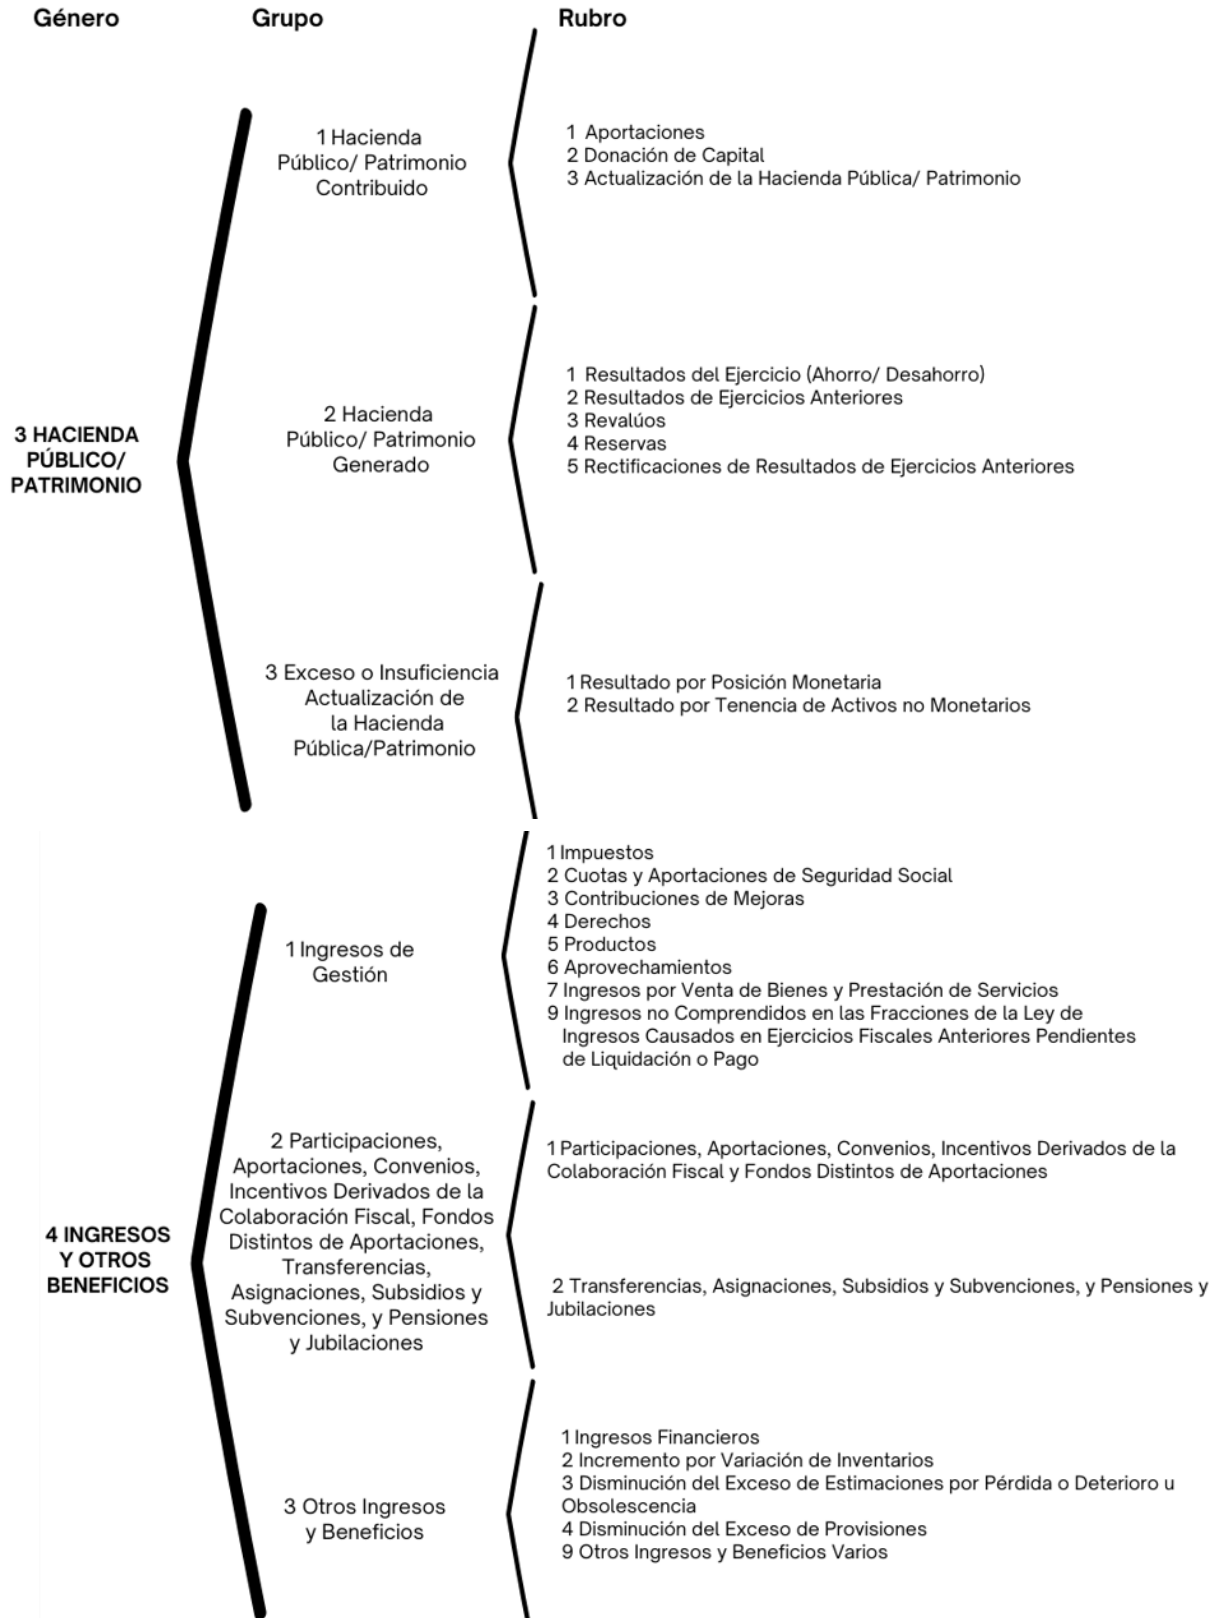 Género
Grupo
Rubro
3 HACIENDA
PÚBLICO/
PATRIMONIO
1 Hacienda
Público/ Patrimonio
Contribuido
1 Aportaciones
2 Donación de Capital
3 Actualización de la Hacienda Pública/ Patrimonio
2 Hacienda
Público/ Patrimonio
Generado
1 Resultados del Ejercicio (Ahorro/ Desahorro)
2 Resultados de Ejercicios Anteriores
3 Revalúos
4 Reservas
5 Rectificaciones de Resultados de Ejercicios Anteriores
3 Exceso o Insuficiencia
Actualización de
la Hacienda
Pública/Patrimonio
1 Resultado por Posición Monetaria
2 Resultado por Tenencia de Activos no Monetarios
4 INGRESOS
Y OTROS
BENEFICIOS
1 Ingresos de
Gestión
1 Impuestos
2 Cuotas y Aportaciones de Seguridad Social
3 Contribuciones de Mejoras
4 Derechos
5 Productos
6 Aprovechamientos
7 Ingresos por Venta de Bienes y Prestación de Servicios
9 Ingresos no Comprendidos en las Fracciones de la Ley de
Ingresos Causados en Ejercicios Fiscales Anteriores Pendientes
de Liquidación o Pago
2 Participaciones,
Aportaciones, Convenios,
Incentivos Derivados de la
Colaboración Fiscal, Fondos
Distintos de Aportaciones,
Transferencias,
Asignaciones, Subsidios y
Subvenciones, y Pensiones
y Jubilaciones
1 Participaciones, Aportaciones, Convenios, Incentivos Derivados de la
Colaboración Fiscal y Fondos Distintos de Aportaciones
2 Transferencias, Asignaciones, Subsidios y Subvenciones, y Pensiones y
Jubilaciones
3 Otros Ingresos
y Beneficios
1 Ingresos Financieros
2 Incremento por Variación de Inventarios
3 Disminución del Exceso de Estimaciones por Pérdida o Deterioro u
Obsolescencia
4 Disminución del Exceso de Provisiones
9 Otros Ingresos y Beneficios Varios